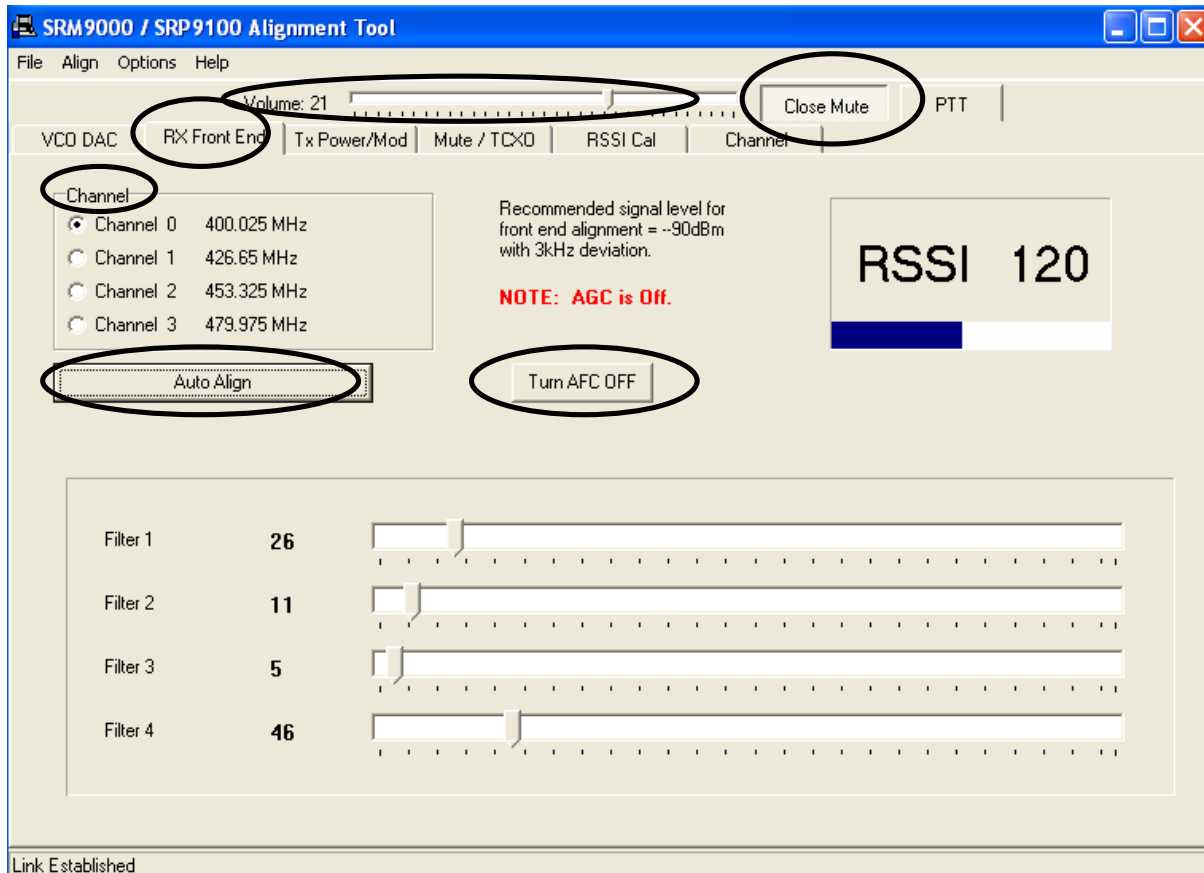 SRM9000 / SRP9100 Alignment Tool
File Align Options Help
Volume: 21
Close Mute
PTT
VCO DAC
RX Front End
Tx Power/Mod
Mute / TCXO
RSSI Cal
Channel
Channel
Channel 0 400.025 MHz
Channel 1 426.65 MHz
Channel 2 453.325 MHz
Channel 3 479.975 MHz
Recommended signal level for
front end alignment = --90dBm
with 3kHz deviation.
NOTE: AGC is Off.
RSSI 120
Auto Align
Turn AFC OFF
Filter 1 26
Filter 2 11
Filter 3 5
Filter 4 46
Link Established